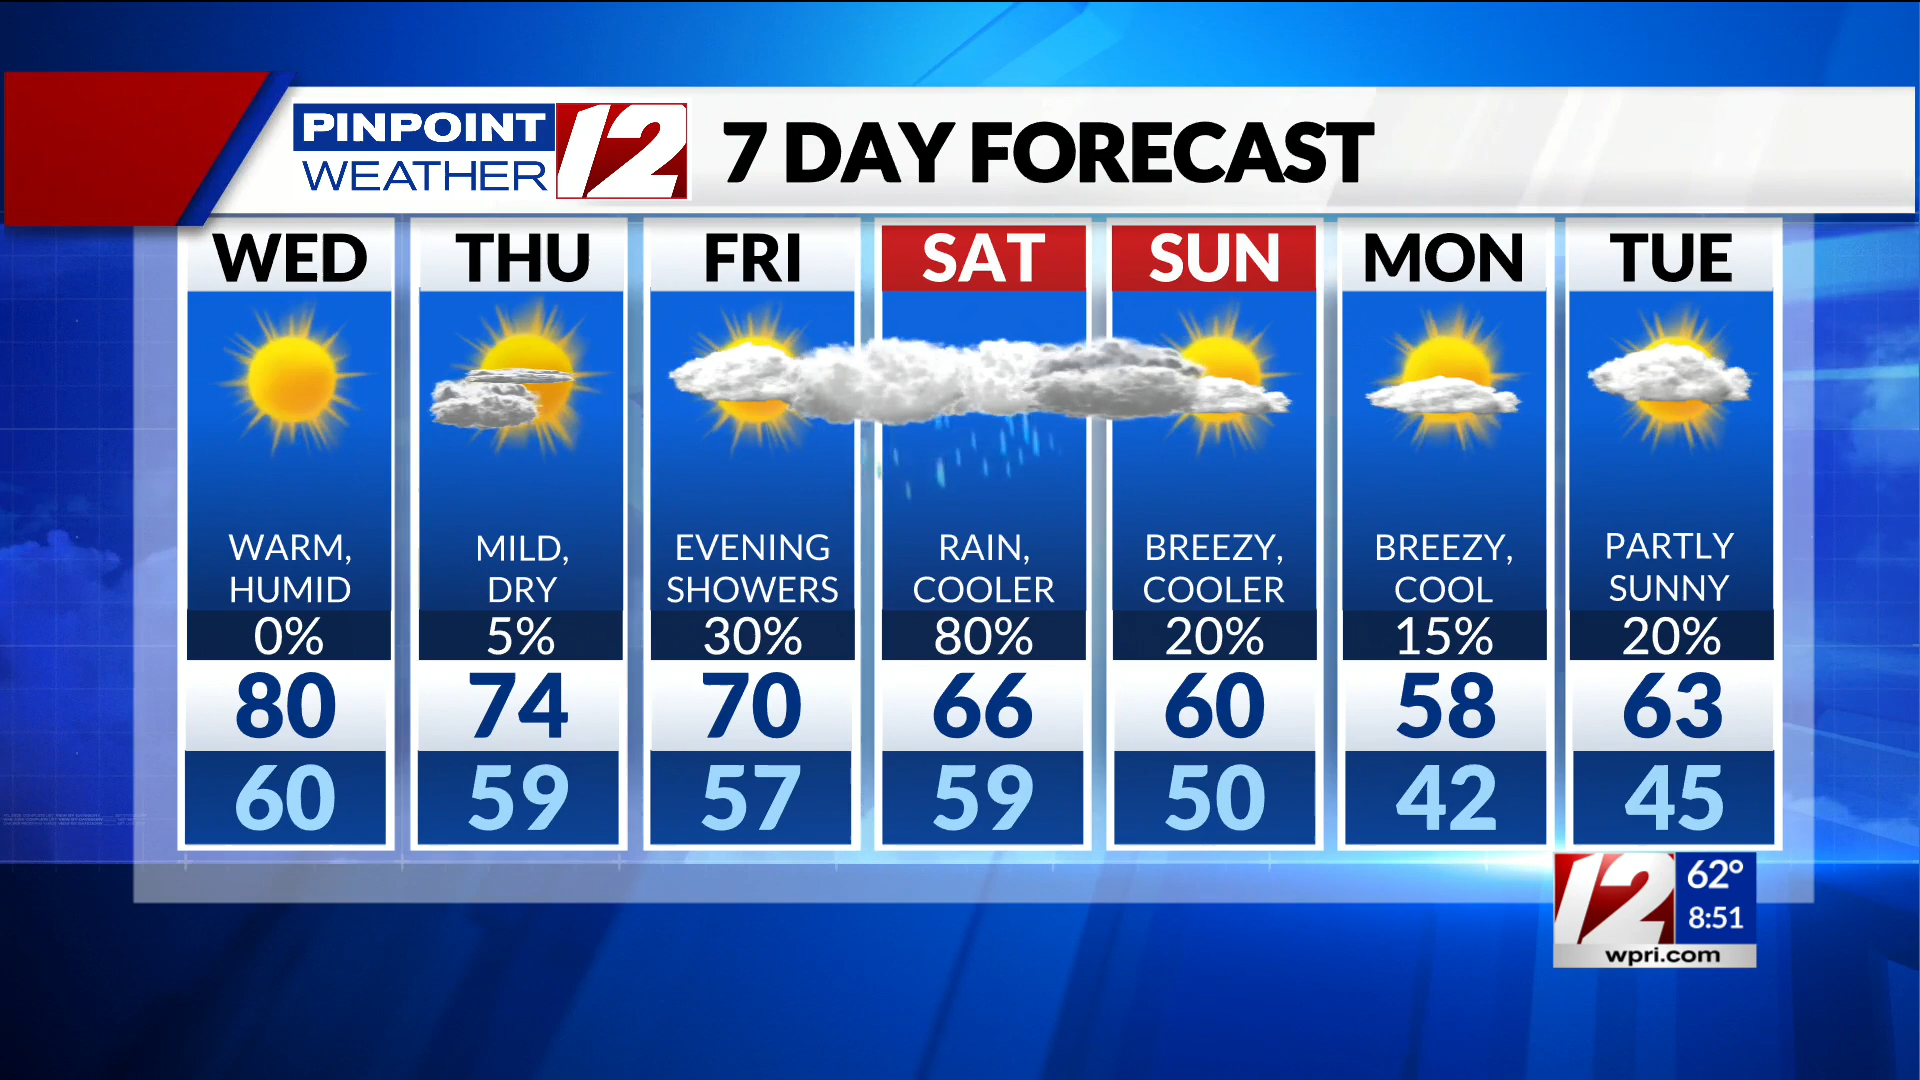 PINPOINT
WEATHER 12
7 DAY FORECAST
WED THU FRI SAT SUN MON TUE
WARM, HUMID
MILD, DRY
EVENING SHOWERS
RAIN, COOLER
BREEZY, COOLER
BREEZY, COOL
PARTLY SUNNY
0% 5% 30% 80% 20% 15% 20%
80 74 70 66 60 58 63
60 59 57 59 50 42 45
12 62°
8:51
wpri.com